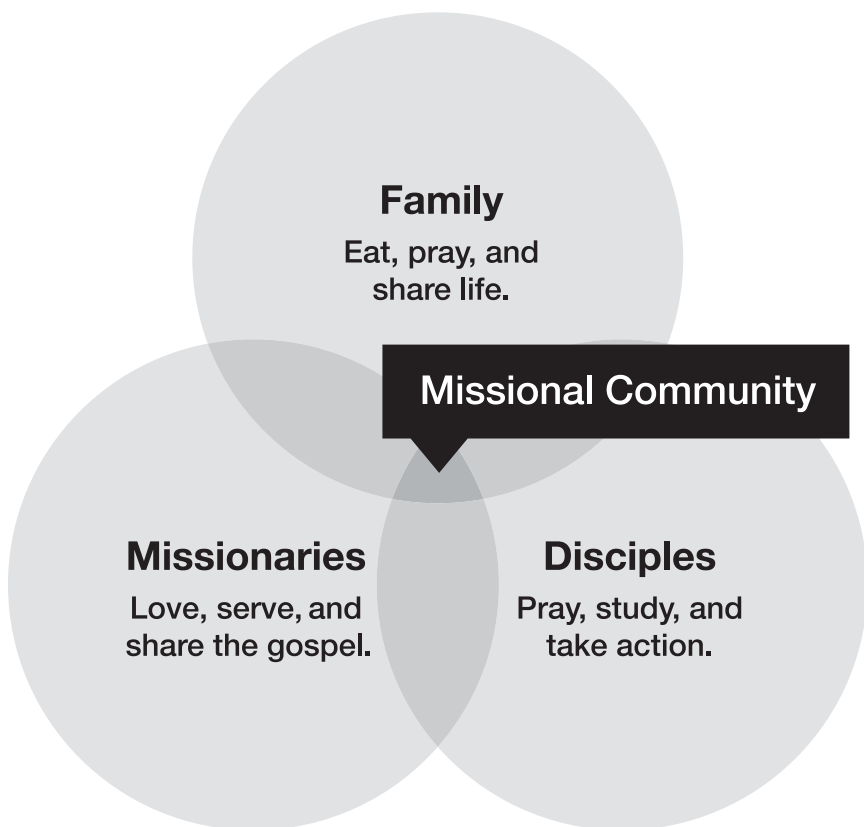 Family
Eat, pray, and
share life.
Missional Community
Missionaries
Love, serve, and
share the gospel.
Disciples
Pray, study, and
take action.